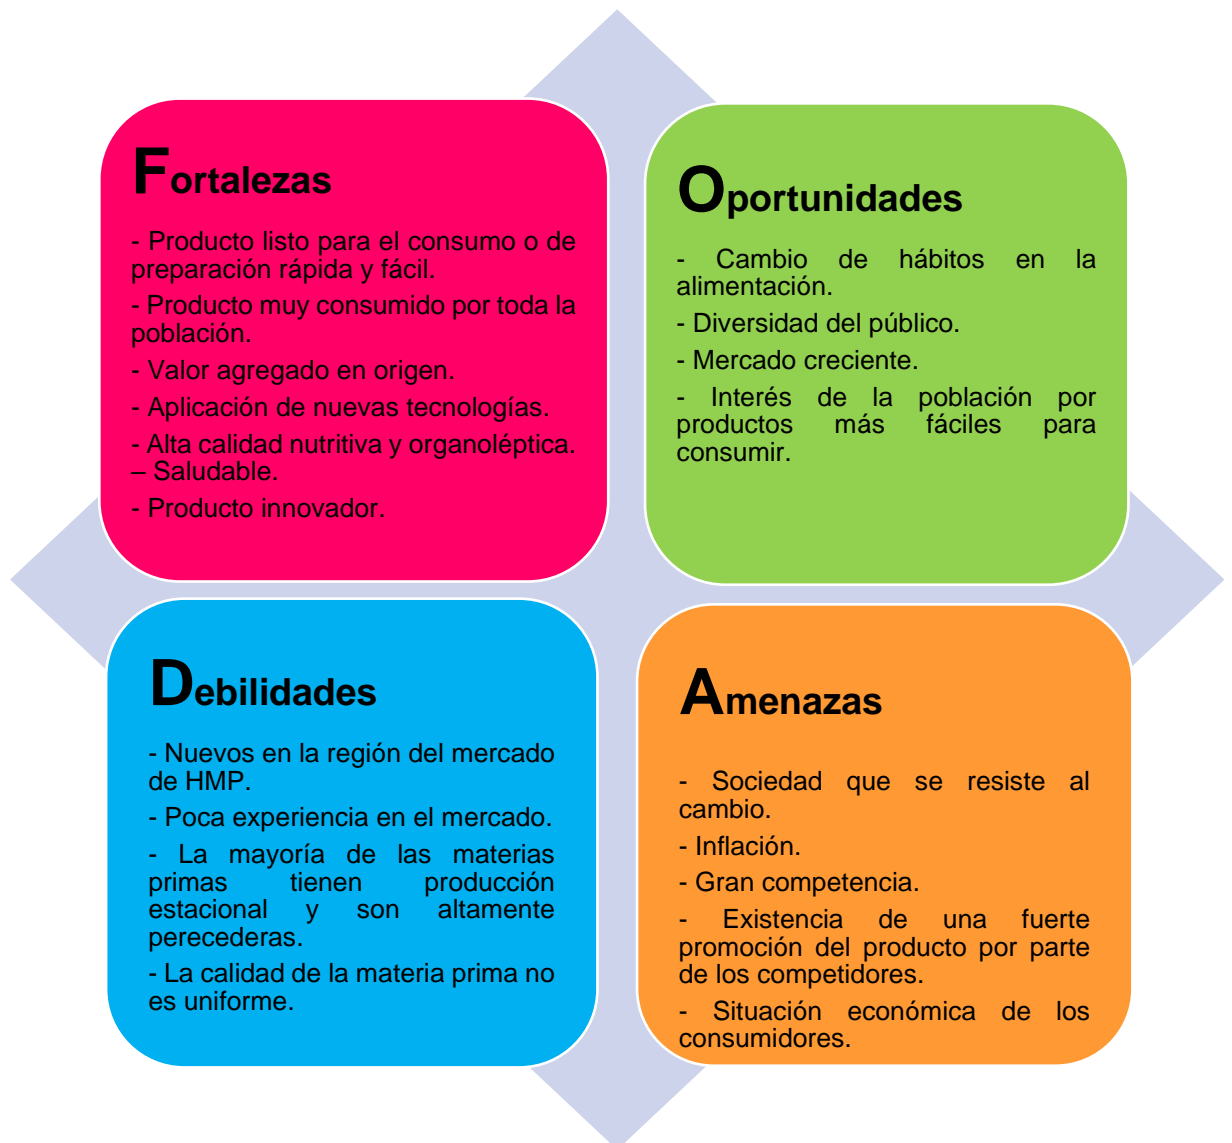 Fortalezas
- Producto listo para el consumo o de
preparación rápida y fácil.
- Producto muy consumido por toda la
población.
- Valor agregado en origen.
- Aplicación de nuevas tecnologías.
- Alta calidad nutritiva y organoléptica.
– Saludable.
- Producto innovador.
Oportunidades
- Cambio de hábitos en la
alimentación.
- Diversidad del público.
- Mercado creciente.
- Interés de la población por
productos más fáciles para
consumir.
Debilidades
- Nuevos en la región del mercado
de HMP.
- Poca experiencia en el mercado.
- La mayoría de las materias
primas tienen producción
estacional y son altamente
perecederas.
- La calidad de la materia prima no
es uniforme.
Amenazas
- Sociedad que se resiste al
cambio.
- Inflación.
- Gran competencia.
- Existencia de una fuerte
promoción del producto por parte
de los competidores.
- Situación económica de los
consumidores.